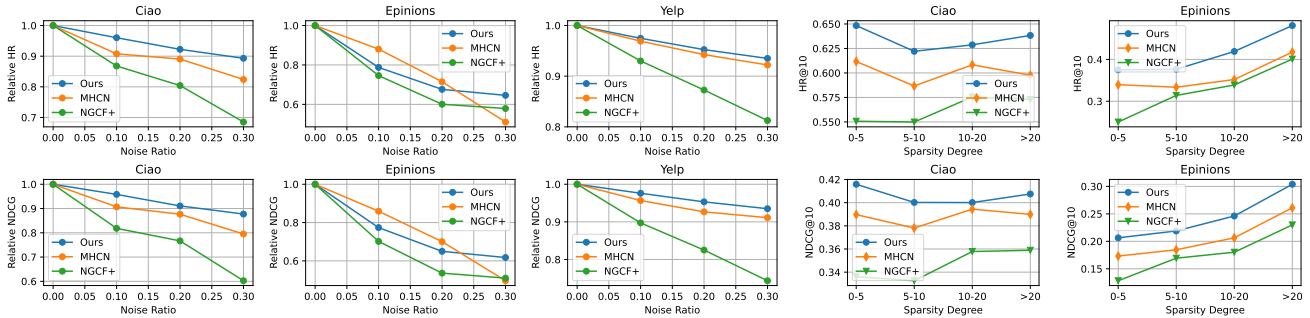 Ciao
Relative HR
1.0
0.9
0.8
0.7
Ours
MHCN
NGCF+
0.00 0.05 0.10 0.15 0.20 0.25 0.30
Noise Ratio
Epinions
Relative HR
1.0
0.8
0.6
Ours
MHCN
NGCF+
0.00 0.05 0.10 0.15 0.20 0.25 0.30
Noise Ratio
Yelp
Relative HR
1.0
0.9
0.8
Ours
MHCN
NGCF+
0.00 0.05 0.10 0.15 0.20 0.25 0.30
Noise Ratio
Ciao
HR@10
0.650
0.625
0.600
0.575
0.550
Ours
MHCN
NGCF+
0-5 5-10 10-20 >20
Sparsity Degree
Epinions
HR@10
0.4
0.3
Ours
MHCN
NGCF+
0-5 5-10 10-20 >20
Sparsity Degree
Ciao
Relative NDCG
1.0
0.9
0.8
0.7
0.6
Ours
MHCN
NGCF+
0.00 0.05 0.10 0.15 0.20 0.25 0.30
Noise Ratio
Epinions
Relative NDCG
1.0
0.8
0.6
Ours
MHCN
NGCF+
0.00 0.05 0.10 0.15 0.20 0.25 0.30
Noise Ratio
Yelp
Relative NDCG
1.0
0.9
0.8
Ours
MHCN
NGCF+
0.00 0.05 0.10 0.15 0.20 0.25 0.30
Noise Ratio
Ciao
NDCG@10
0.42
0.40
0.38
0.36
0.34
Ours
MHCN
NGCF+
0-5 5-10 10-20 >20
Sparsity Degree
Epinions
NDCG@10
0.30
0.25
0.20
0.15
Ours
MHCN
NGCF+
0-5 5-10 10-20 >20
Sparsity Degree